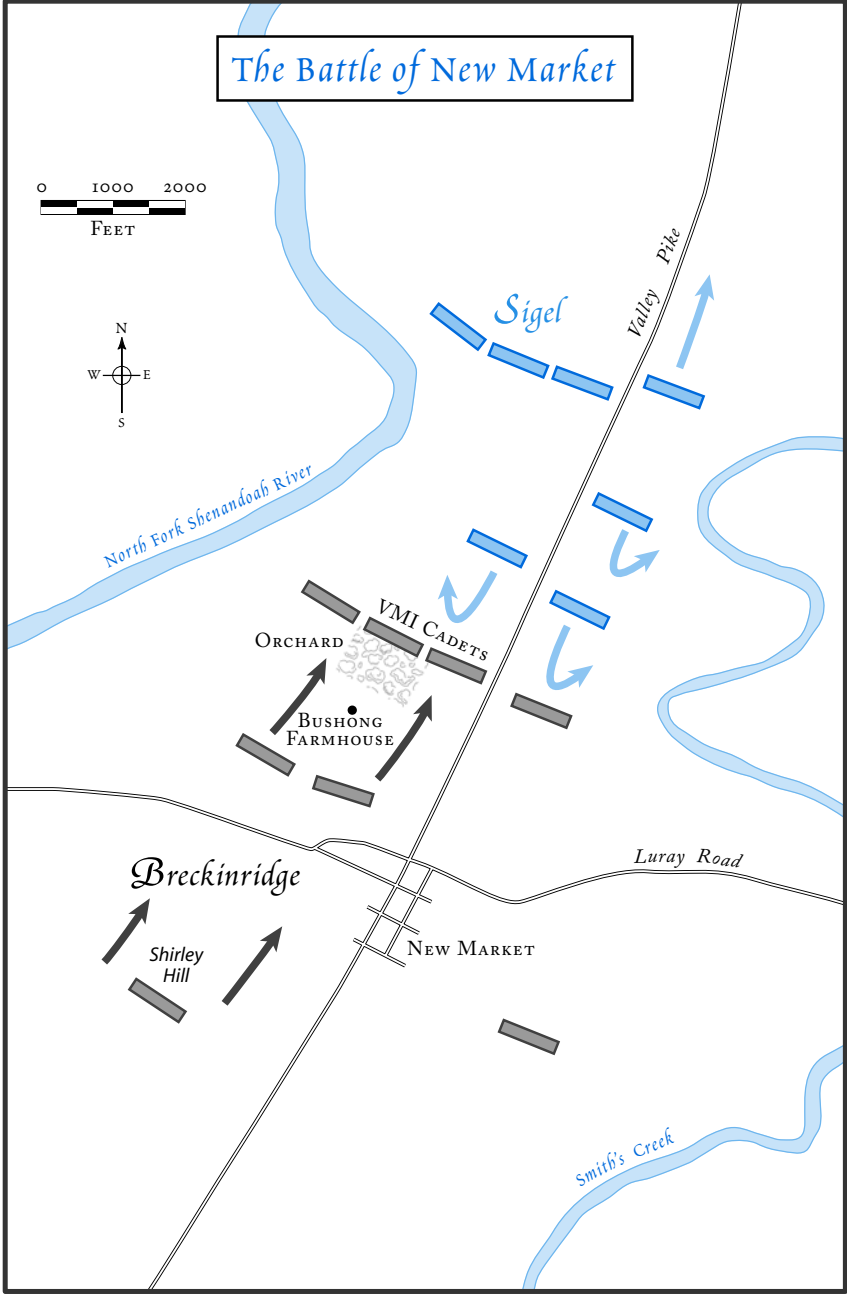 The Battle of New Market
0 1000 2000
Feet
N
W E
S
Valley Pike
Sigel
North Fork Shenandoah River
VMI Cadets
Orchard
Bushong
Farmhouse
Luray Road
Breckinridge
New Market
Shirley
Hill
Smith's Creek